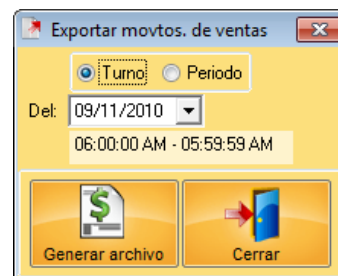 Exportar movtos. de ventas
Turno Periodo
Del: 09/11/2010
06:00:00 AM - 05:59:59 AM
Generar archivo Cerrar